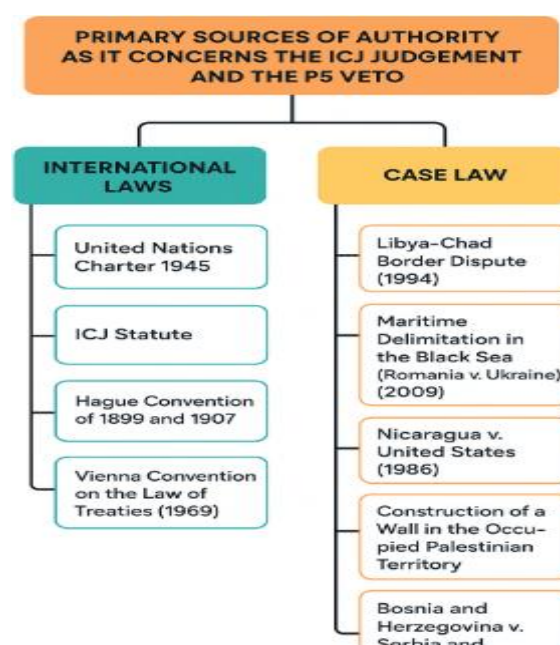 PRIMARY SOURCES OF AUTHORITY
AS IT CONCERNS THE ICJ JUDGEMENT
AND THE P5 VETO
INTERNATIONAL
LAWS
United Nations
Charter 1945
ICJ Statute
Hague Convention
of 1899 and 1907
Vienna Convention
on the Law of
Treaties (1969)
CASE LAW
Libya-Chad
Border Dispute
(1994)
Maritime
Delimitation in
the Black Sea
(Romania v. Ukraine)
(2009)
Nicaragua v.
United States
(1986)
Construction of a
Wall in the Occu-
pied Palestinian
Territory
Bosnia and
Herzegovina v.
Serbia and